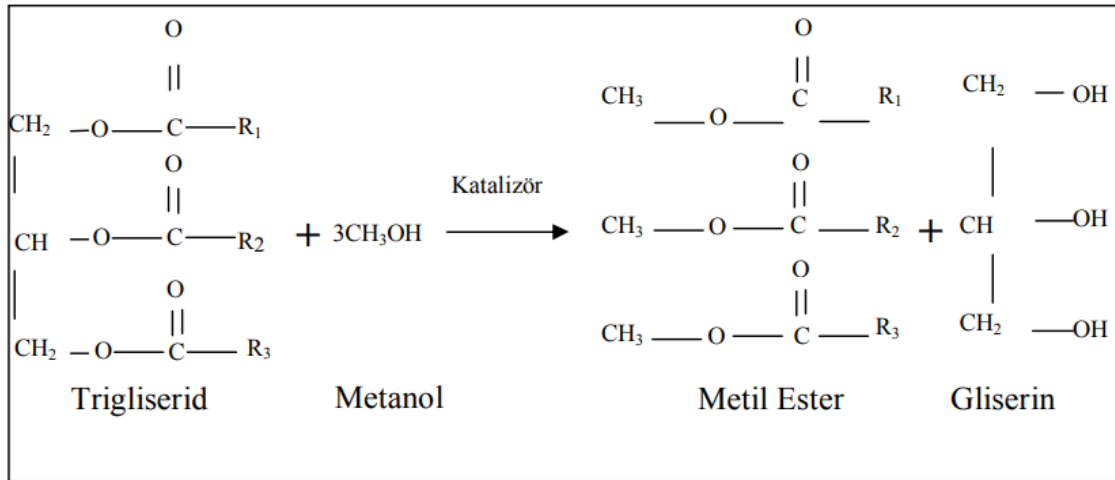 O O
CH₃ C R₁ CH₂ — OH
CH₂ —O— C —R₁ — O — —
O O
Katalizör
CH —O— C —R2 + 3CH₃OH → CH₃ — O — C — R₂ + CH —OH
O O
CH₂ —O— C — R₃ CH₃ — O — C — R₃ CH₂ —OH
Trigliserid Metanol Metil Ester Gliserin